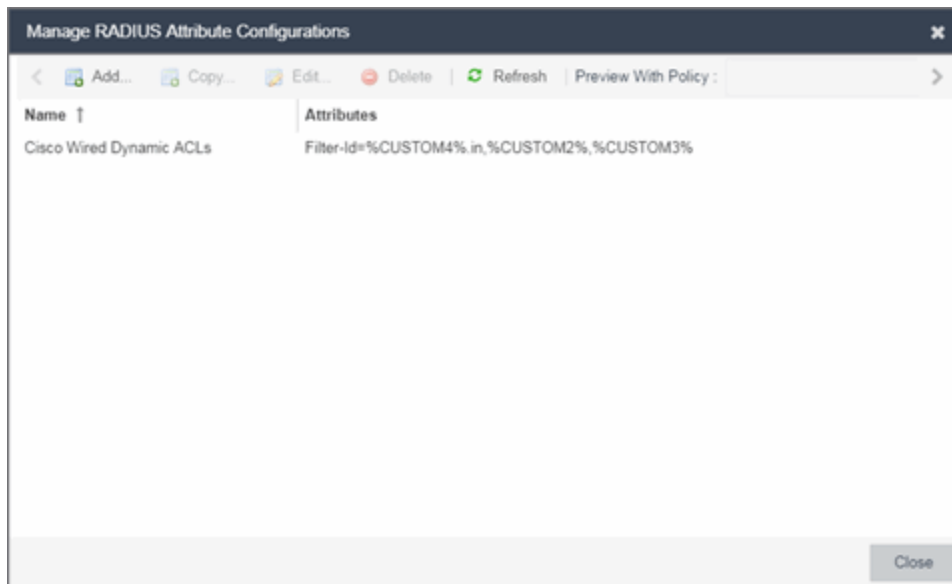 Manage RADIUS Attribute Configurations
Add... Copy... Edit... Delete Refresh Preview With Policy :
Name ↑ Attributes
Cisco Wired Dynamic ACLs Filter-Id=%CUSTOM4%.in,%CUSTOM2%,%CUSTOM3%
Close